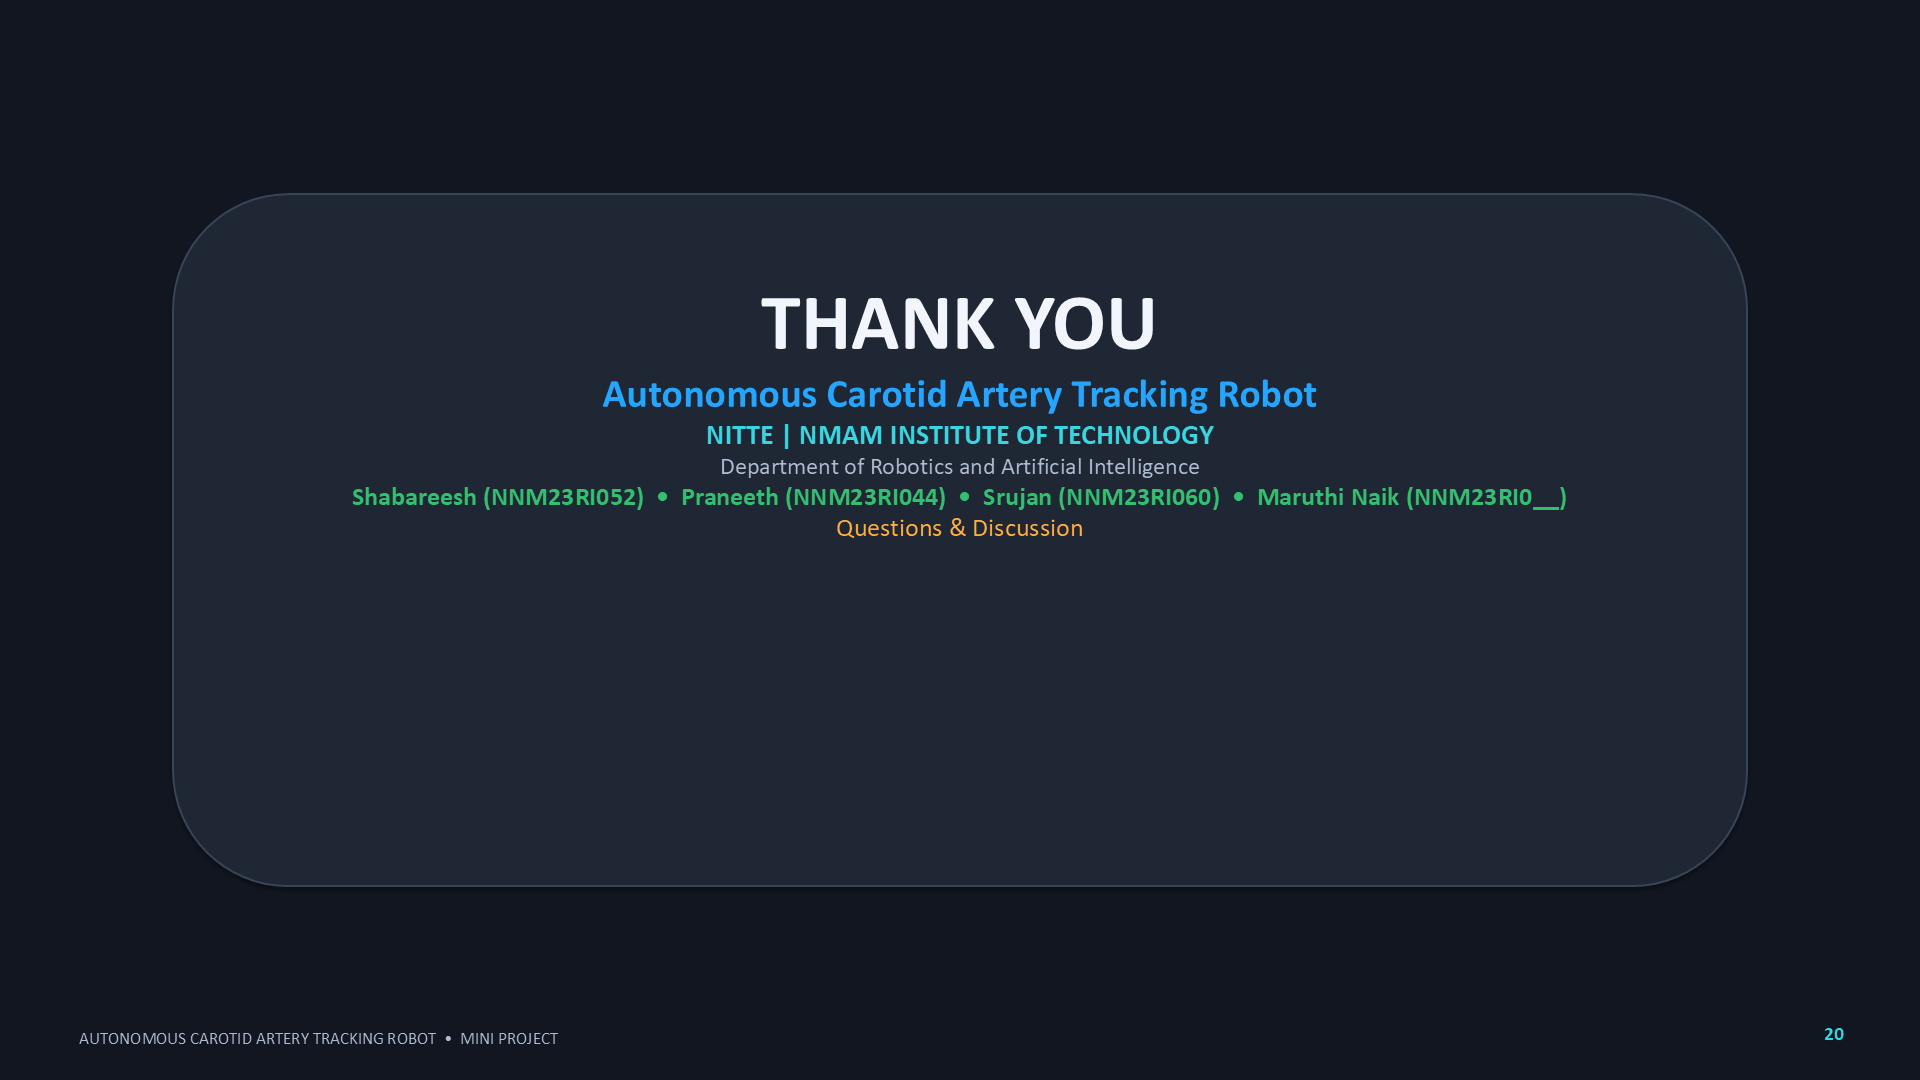 THANK YOU
Autonomous Carotid Artery Tracking Robot
NITTE | NMAM INSTITUTE OF TECHNOLOGY
Department of Robotics and Artificial Intelligence
Shabareesh (NNM23RI052) • Praneeth (NNM23RI044) • Srujan (NNM23RI060) • Maruthi Naik (NNM23RI0__)
Questions & Discussion
AUTONOMOUS CAROTID ARTERY TRACKING ROBOT • MINI PROJECT
20